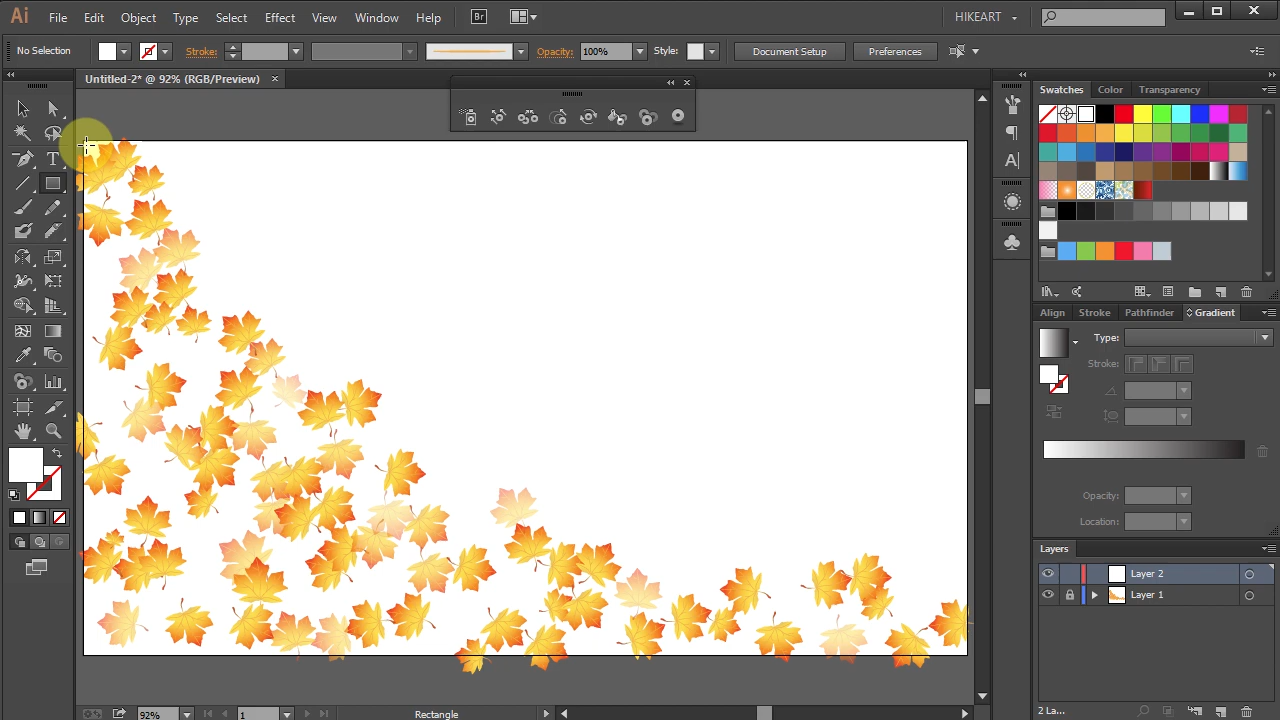 Ai File Edit Object Type Select Effect View Window Help Br HIKEART
No Selection Stroke: Opacity: 100% Style: Document Setup Preferences
Untitled-2* @ 92% (RGB/Preview)
Swatches Color Transparency
T
A
Align Stroke Pathfinder Gradient
Type:
Stroke:
Opacity:
Location:
Layers
Layer 2
Layer 1
2 La...
92% 1 Rectangle